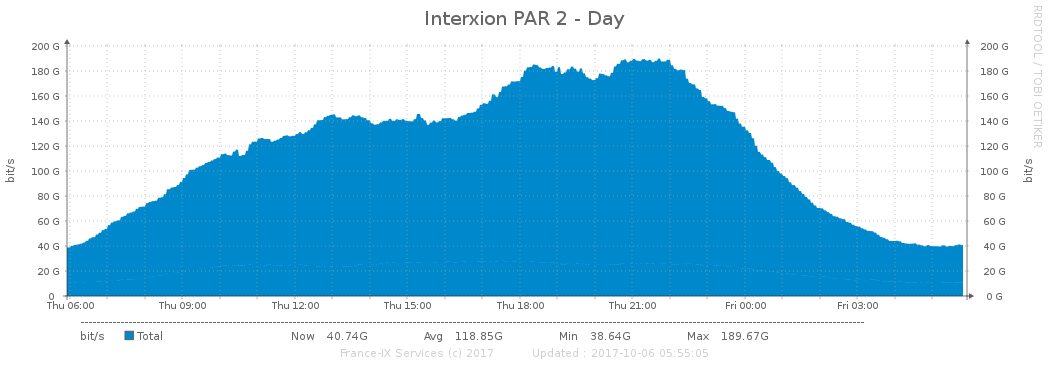 Interxion PAR 2 - Day
RRDTOOL / TOBI OETIKER
200 G 200 G
180 G 180 G
160 G 160 G
140 G 140 G
120 G 120 G
100 G 100 G
80 G 80 G
60 G 60 G
40 G 40 G
20 G 20 G
0 0 G
bit/s bit/s
Thu 06:00 Thu 09:00 Thu 12:00 Thu 15:00 Thu 18:00 Thu 21:00 Fri 00:00 Fri 03:00
bit/s Total Now 40.74G Avg 118.85G Min 38.64G Max 189.67G
France-IX Services (c) 2017 Updated : 2017-10-06 05:55:05